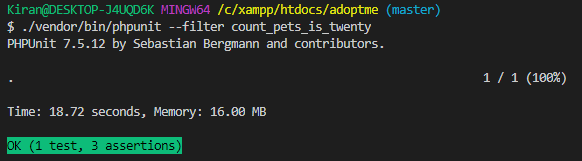 Kiran@DESKTOP-J4UQD6K MINGW64 /c/xampp/htdocs/adoptme (master)
$ ./vendor/bin/phpunit --filter count_pets_is_twenty
PHPUnit 7.5.12 by Sebastian Bergmann and contributors.
. 1 / 1 (100%)
Time: 18.72 seconds, Memory: 16.00 MB
OK (1 test, 3 assertions)